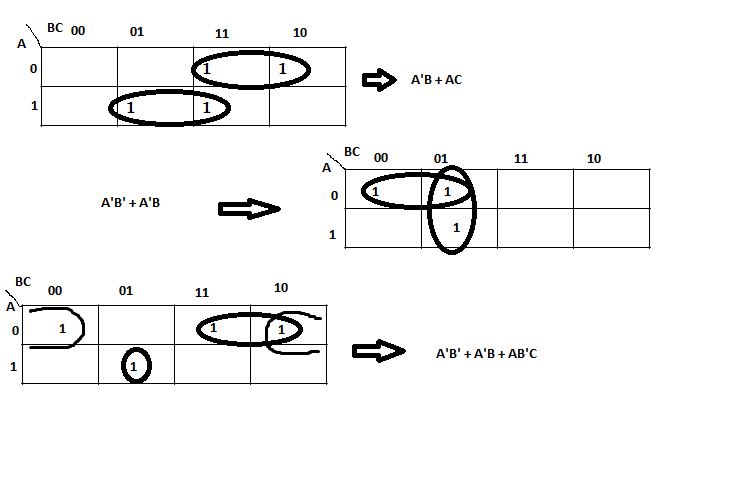 BC 00 01 11 10
A
0 1 1
A'B + AC
1 1 1
BC 00 01 11 10
A
0 1 1
A'B' + A'B
1 1
BC 00 01 11 10
A
0 1 1 1
A'B' + A'B + AB'C
1 1